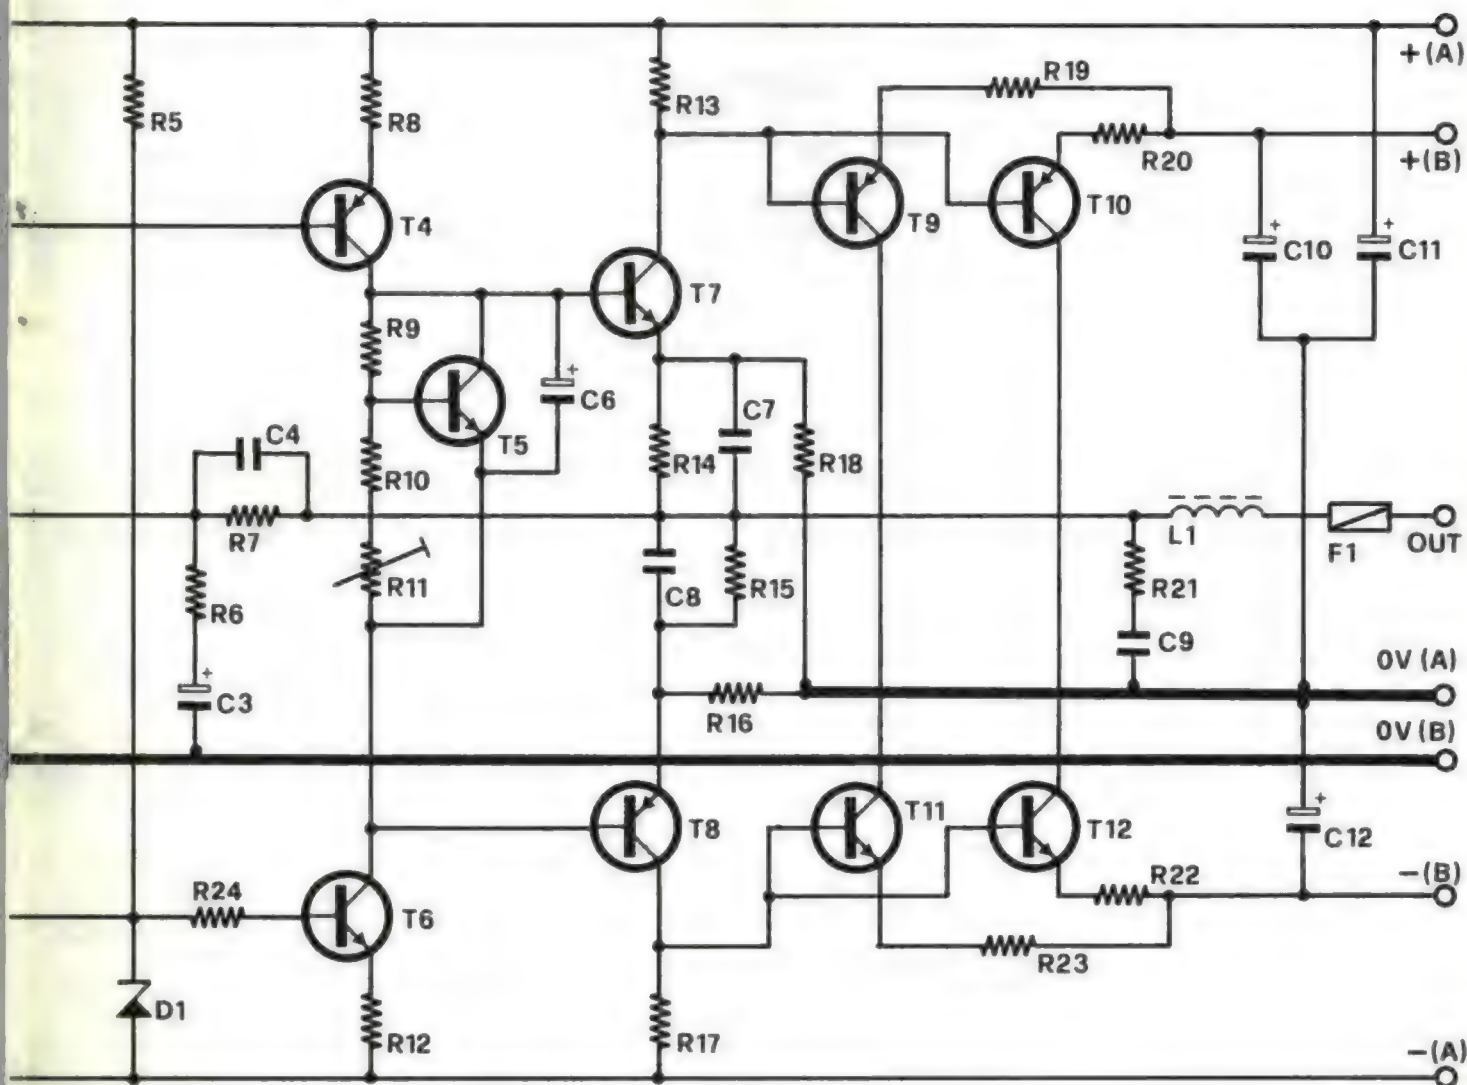 +(A)
R5
R8
R13
R19
R20
+(B)
T4
T9
T10
C10
C11
T7
R9
T5
C6
C7
C4
R10
R14
R18
R7
L1
F1
OUT
R6
R11
C8
R15
R21
C9
C3
R16
0V (A)
0V (B)
T8
T11
T12
C12
R24
T6
R22
-(B)
R23
D1
R12
R17
-(A)
+
+
+
+
+